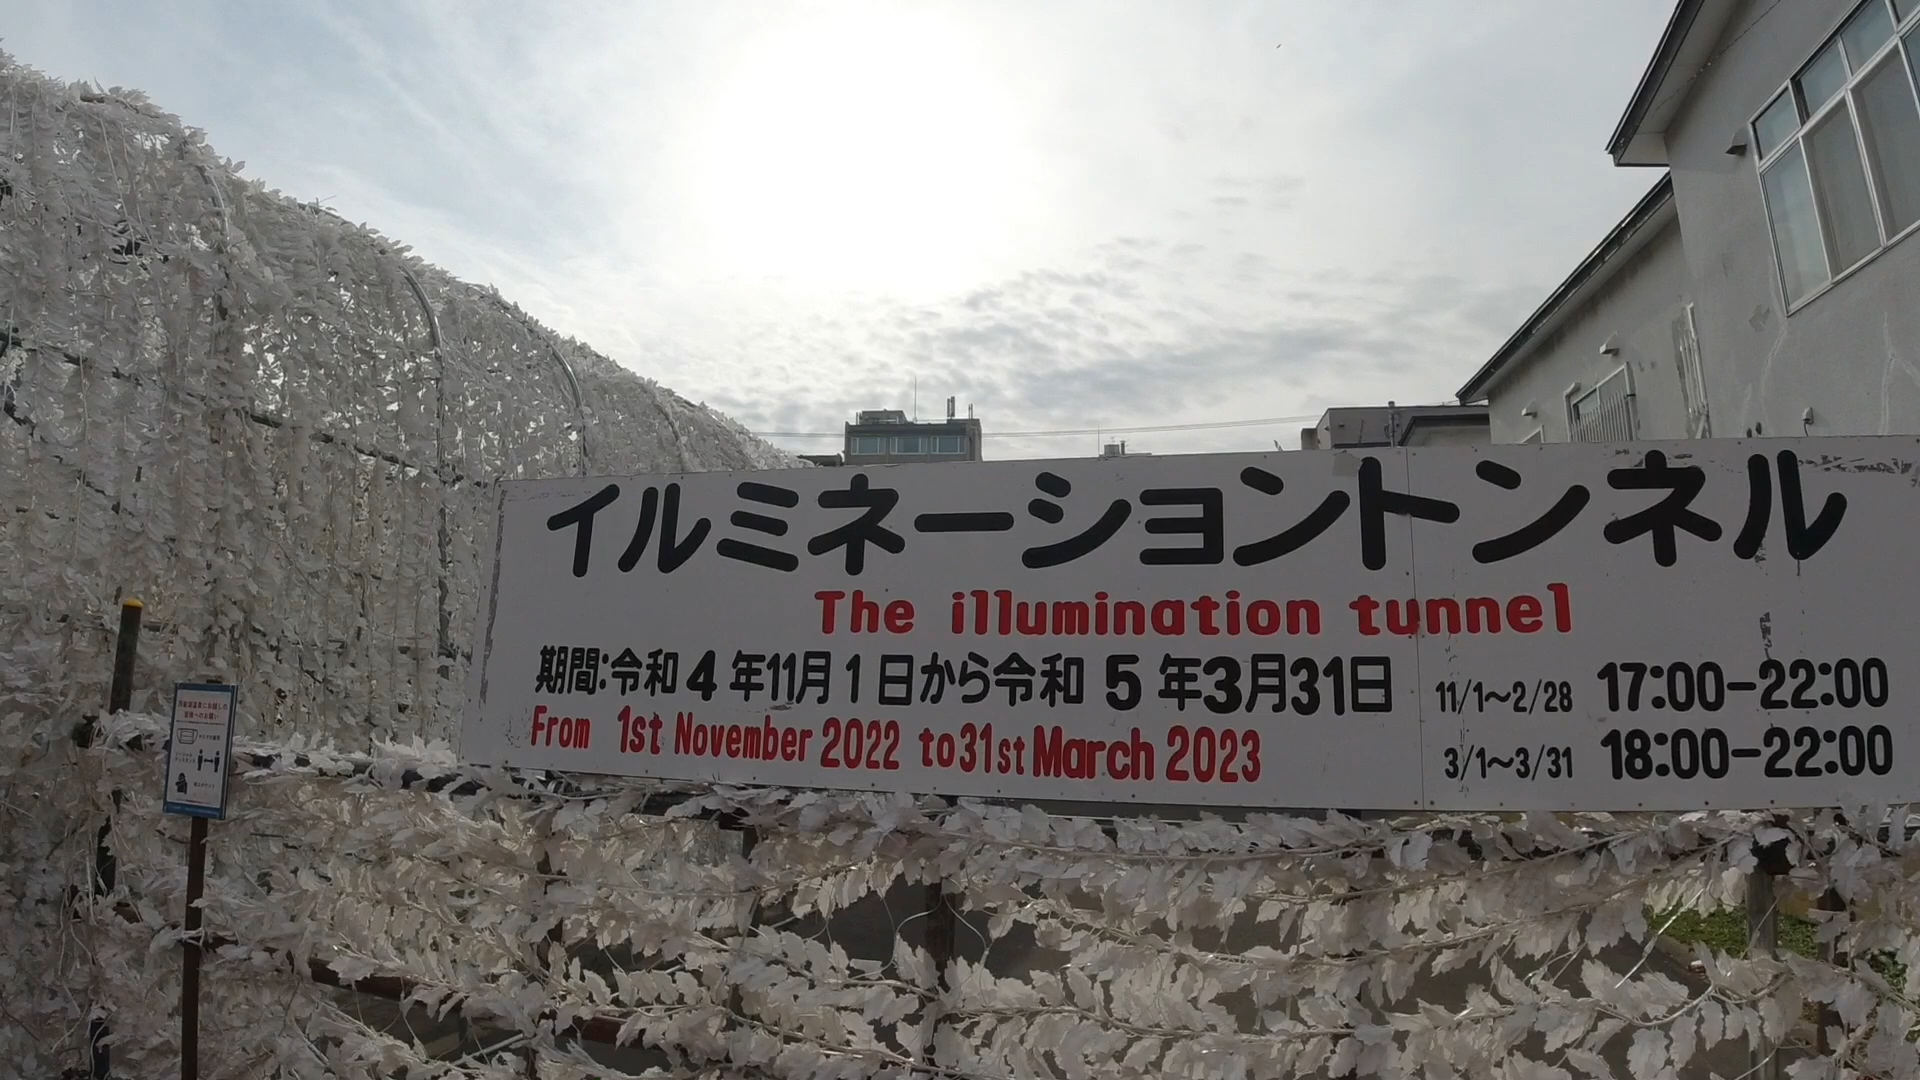 イルミネーショントンネル
The illumination tunnel
期間:令和4年11月1日から令和5年3月31日
From 1st November 2022 to 31st March 2023
11/1〜2/28 17:00-22:00
3/1〜3/31 18:00-22:00